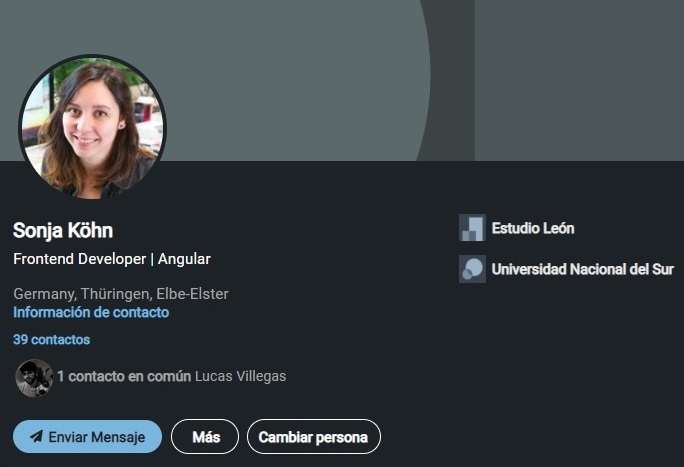 Sonja Köhn
Frontend Developer | Angular
Germany, Thüringen, Elbe-Elster
Información de contacto
39 contactos
1 contacto en común Lucas Villegas
Enviar Mensaje
Más
Cambiar persona
Estudio León
Universidad Nacional del Sur